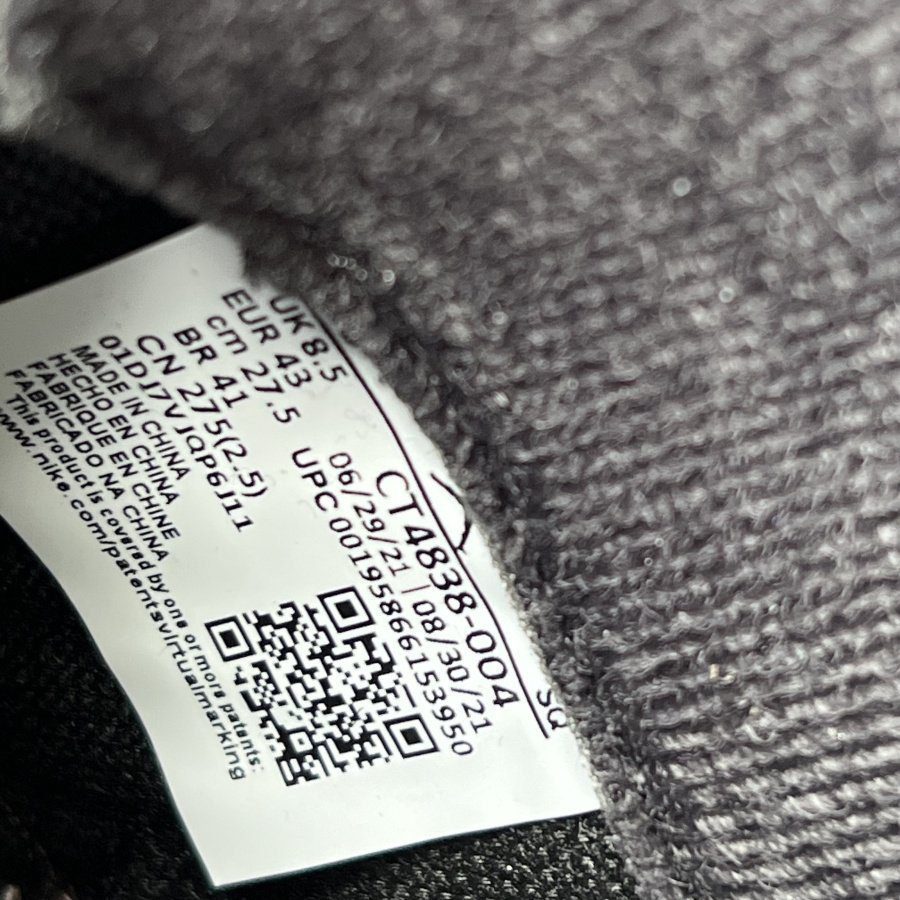 UK 8.5
EUR 43
cm 27.5
BR 41
CN 275(2.5)
01DJ7VJQP6J11
MADE IN CHINA
HECHO EN CHINA
FABRIQUE EN CHINE
FABRICADO NA CHINA
This product is covered by one or more patents:
www.nike.com/patentsvirtualmarking
SQ
CT4838-004
06/29/21 | 08/30/21
UPC 00195866153950